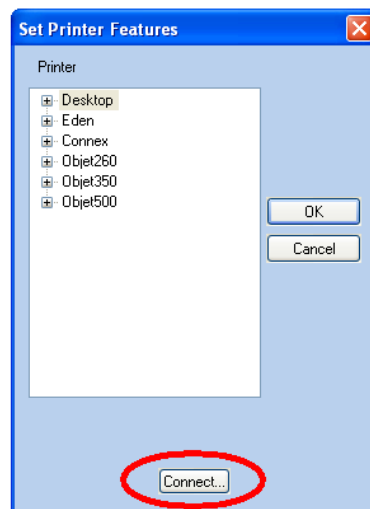 Set Printer Features
Printer
Desktop
Eden
Connex
Objet260
Objet350
Objet500
OK
Cancel
Connect...